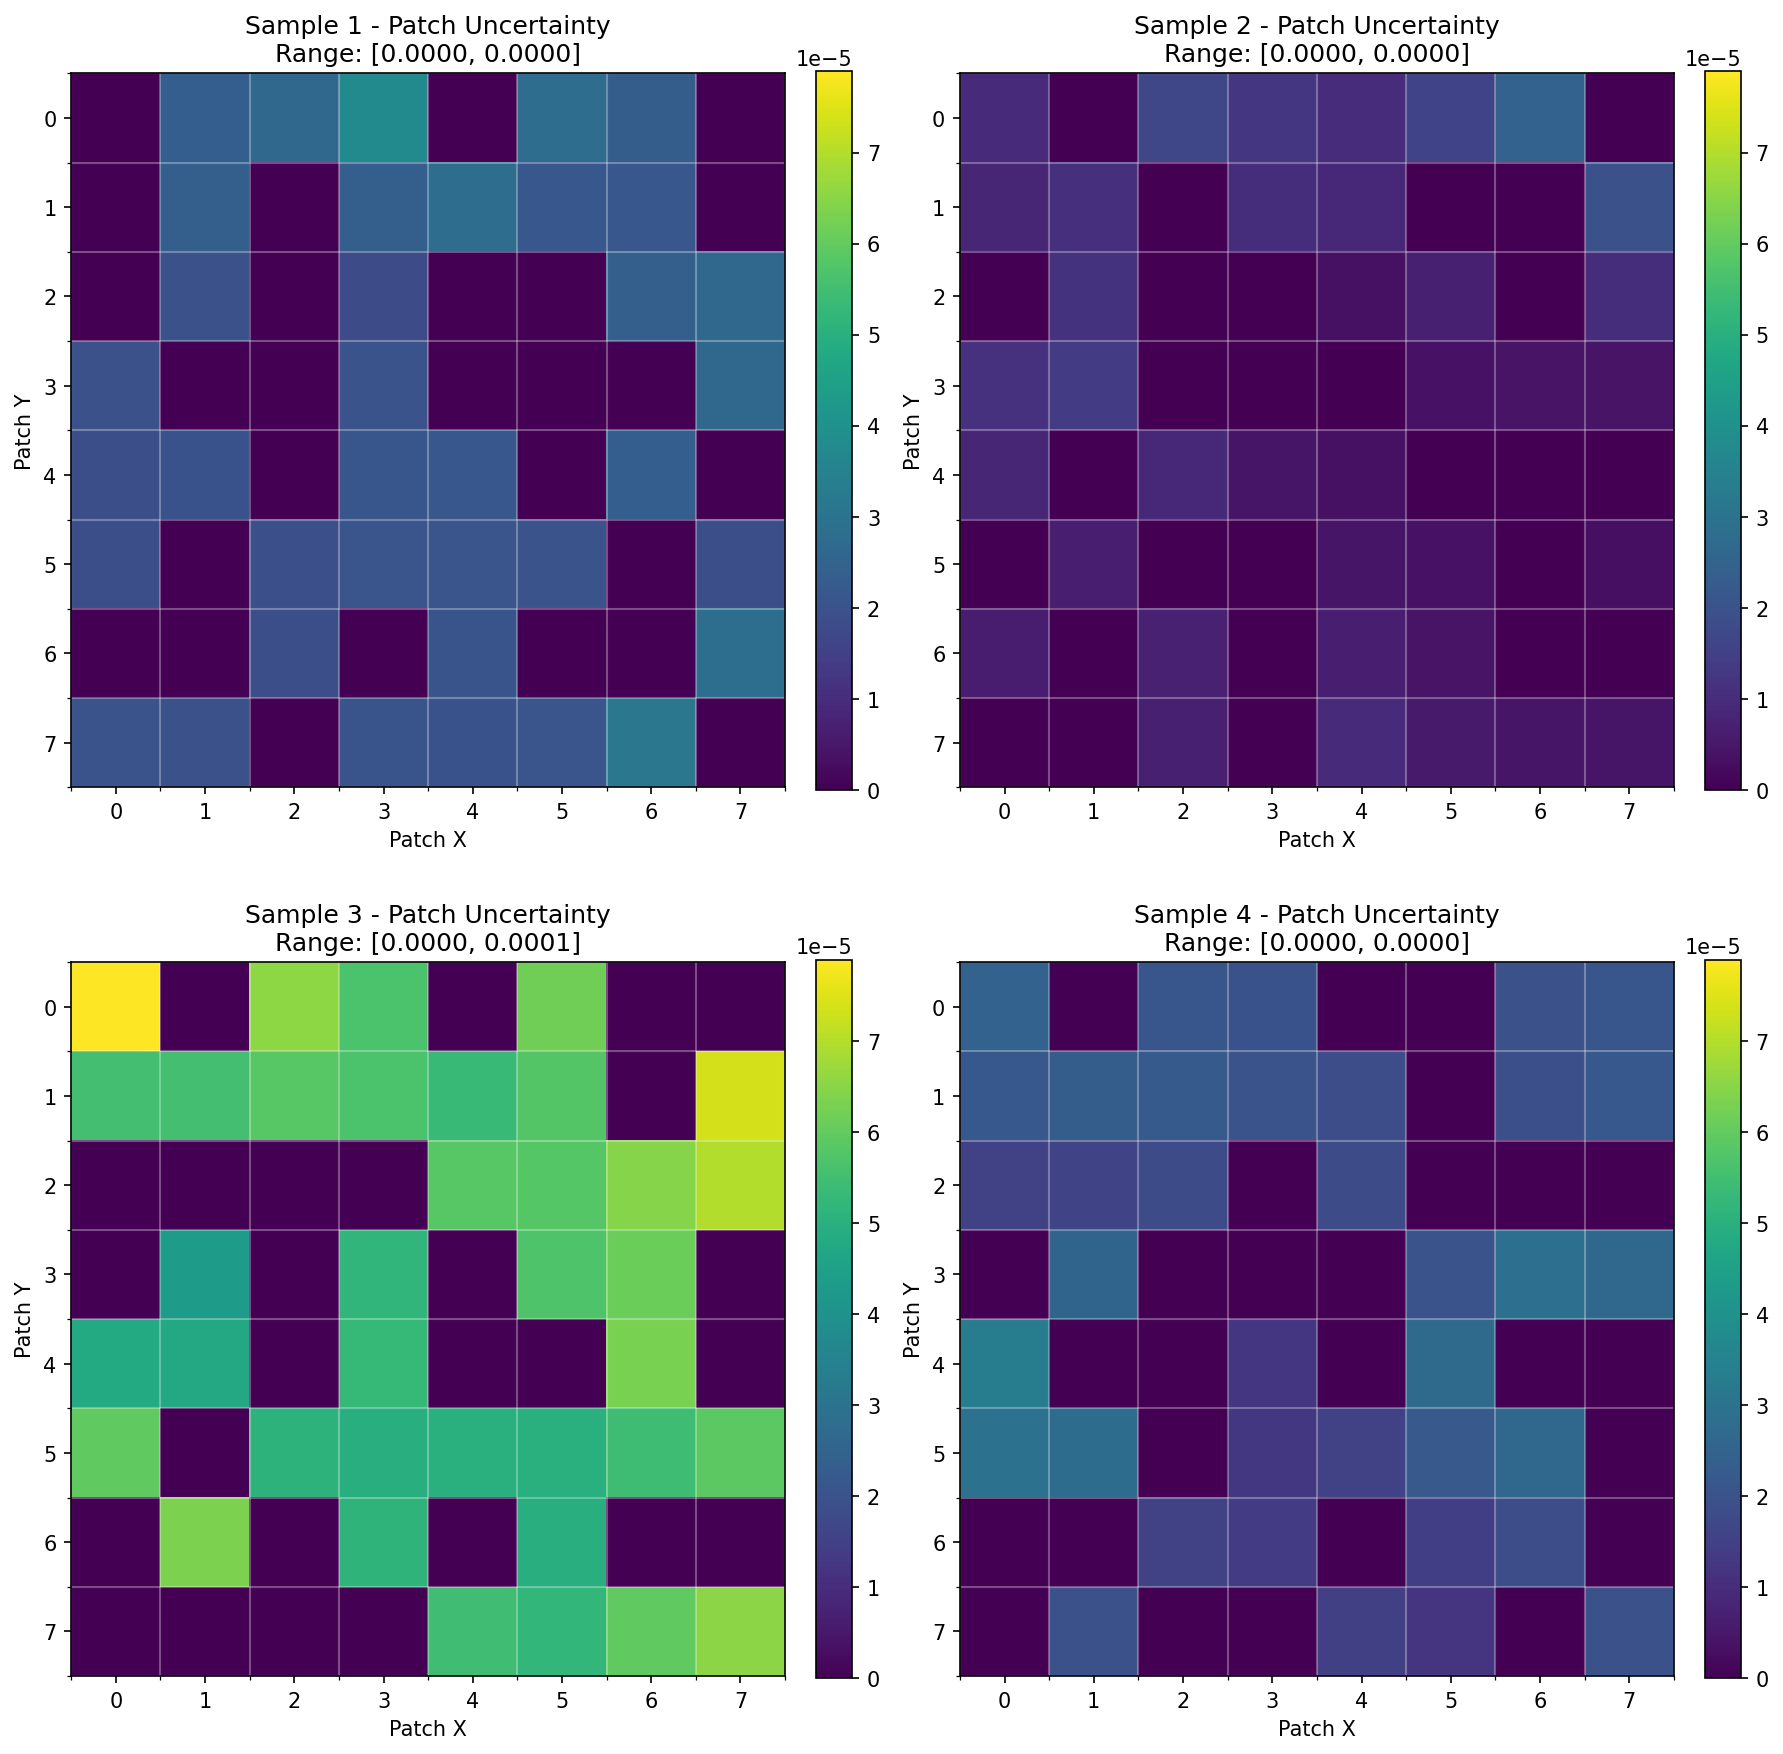 Sample 1 - Patch Uncertainty
Range: [0.0000, 0.0000]
1e−5
7
6
5
4
3
2
1
0
Patch Y
0
1
2
3
4
5
6
7
0 1 2 3 4 5 6 7
Patch X
Sample 2 - Patch Uncertainty
Range: [0.0000, 0.0000]
1e−5
7
6
5
4
3
2
1
0
Patch Y
0
1
2
3
4
5
6
7
0 1 2 3 4 5 6 7
Patch X
Sample 3 - Patch Uncertainty
Range: [0.0000, 0.0001]
1e−5
7
6
5
4
3
2
1
0
Patch Y
0
1
2
3
4
5
6
7
0 1 2 3 4 5 6 7
Patch X
Sample 4 - Patch Uncertainty
Range: [0.0000, 0.0000]
1e−5
7
6
5
4
3
2
1
0
Patch Y
0
1
2
3
4
5
6
7
0 1 2 3 4 5 6 7
Patch X